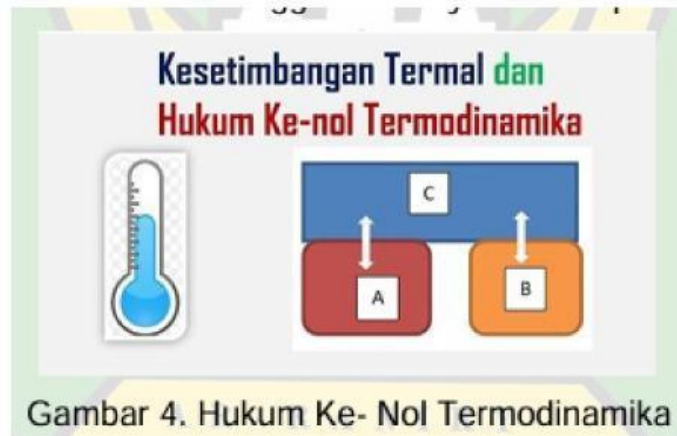 Kesetimbangan Termal dan
Hukum Ke-nol Termodinamika
C
A
B
Gambar 4. Hukum Ke- Nol Termodinamika